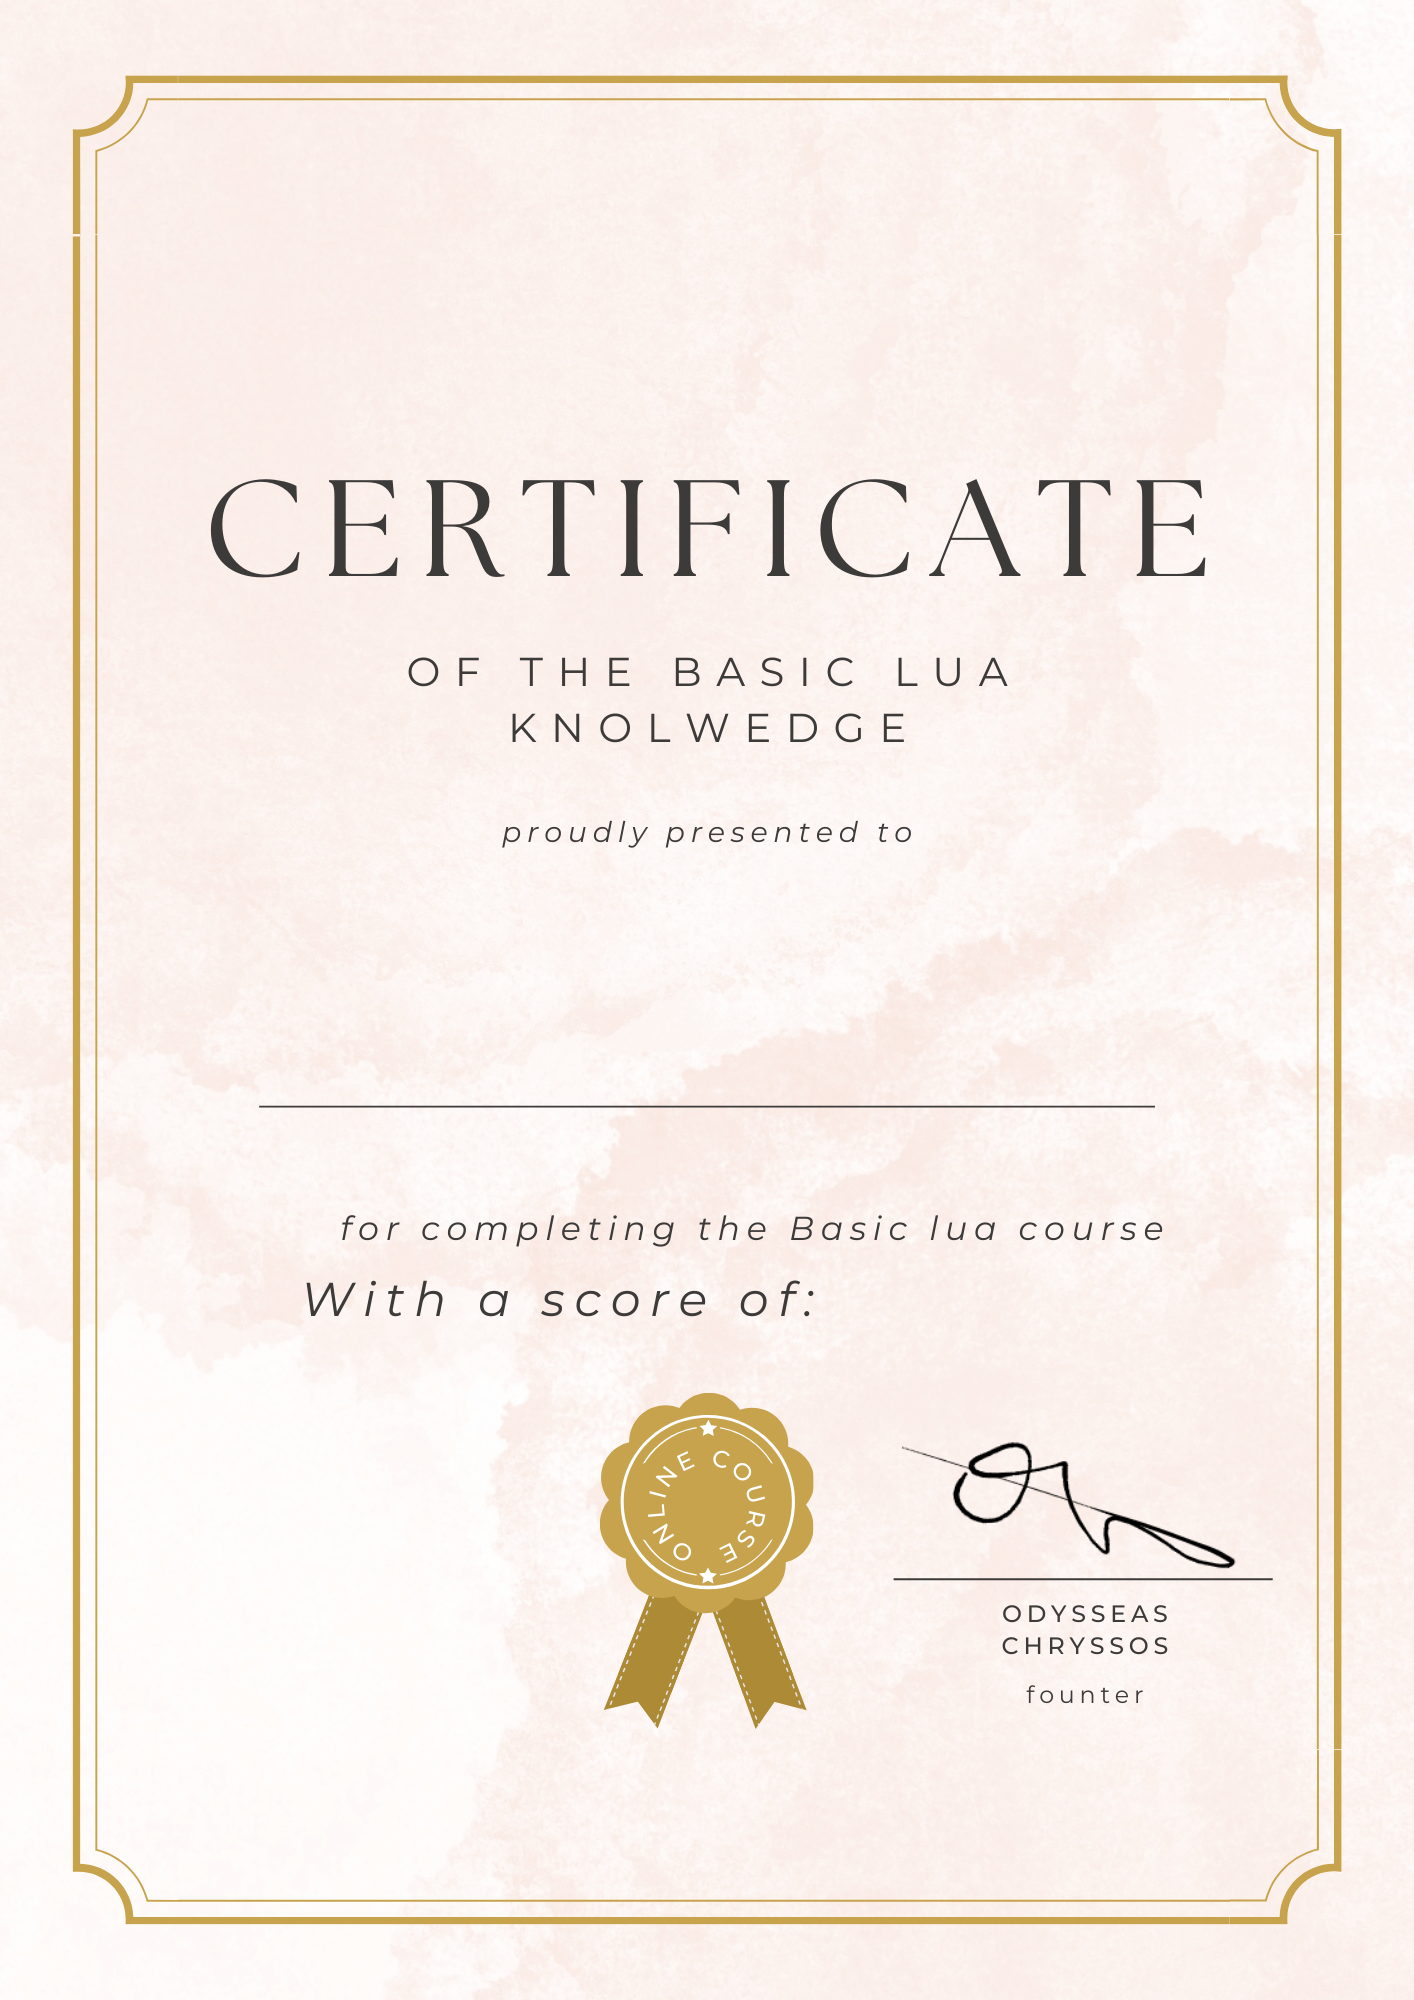 CERTIFICATE
OF THE BASIC LUA
KNOLWEDGE
proudly presented to
for completing the Basic lua course
With a score of:
ONLINE COURSE
ODYSSEAS
CHRYSSOS
founter